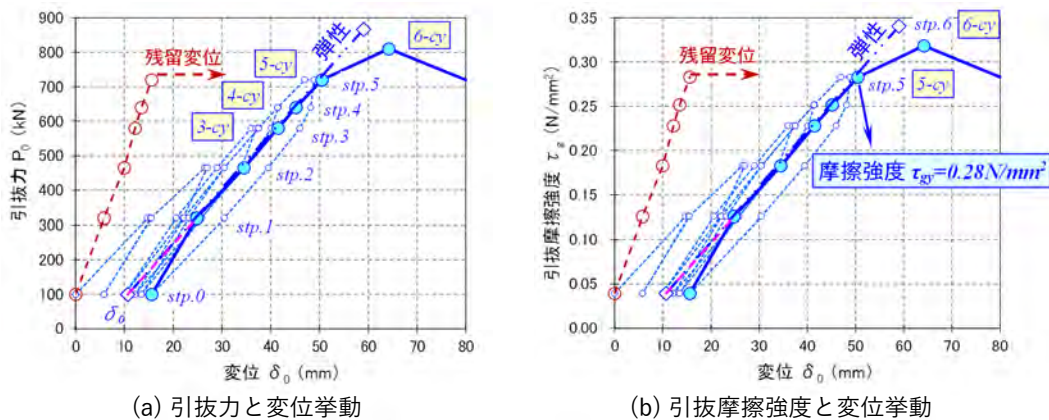 900
800
700
600
500
400
300
200
100
0
引抜力 P₀ (kN)
0 10 20 30 40 50 60 70 80
変位 δ₀ (mm)
残留変位
弾性
6-cy
5-cy
4-cy
3-cy
stp.5
stp.4
stp.3
stp.2
stp.1
stp.0
δ₀
(a) 引抜力と変位挙動
0.35
0.30
0.25
0.20
0.15
0.10
0.05
0.00
引抜摩擦強度 τg (N/mm²)
0 10 20 30 40 50 60 70 80
変位 δ₀ (mm)
残留変位
弾性
stp.6
6-cy
stp.5
5-cy
摩擦強度 τgy=0.28N/mm²
(b) 引抜摩擦強度と変位挙動